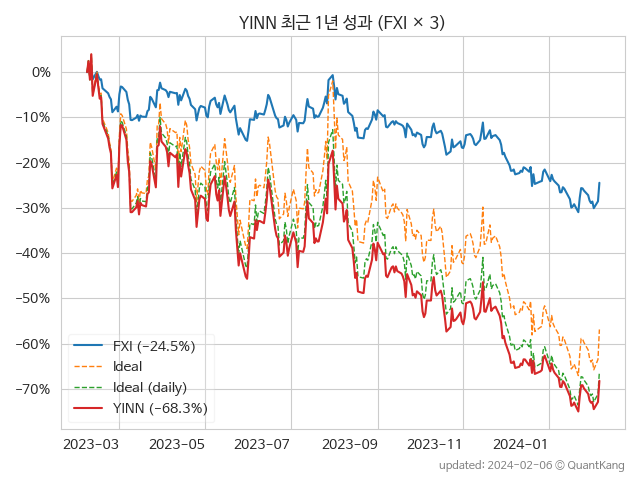 YINN 최근 1년 성과 (FXI × 3)
0%
−10%
−20%
−30%
−40%
−50%
−60%
−70%
FXI (−24.5%)
Ideal
Ideal (daily)
YINN (−68.3%)
2023-03 2023-05 2023-07 2023-09 2023-11 2024-01
updated: 2024-02-06 ⓒ QuantKang